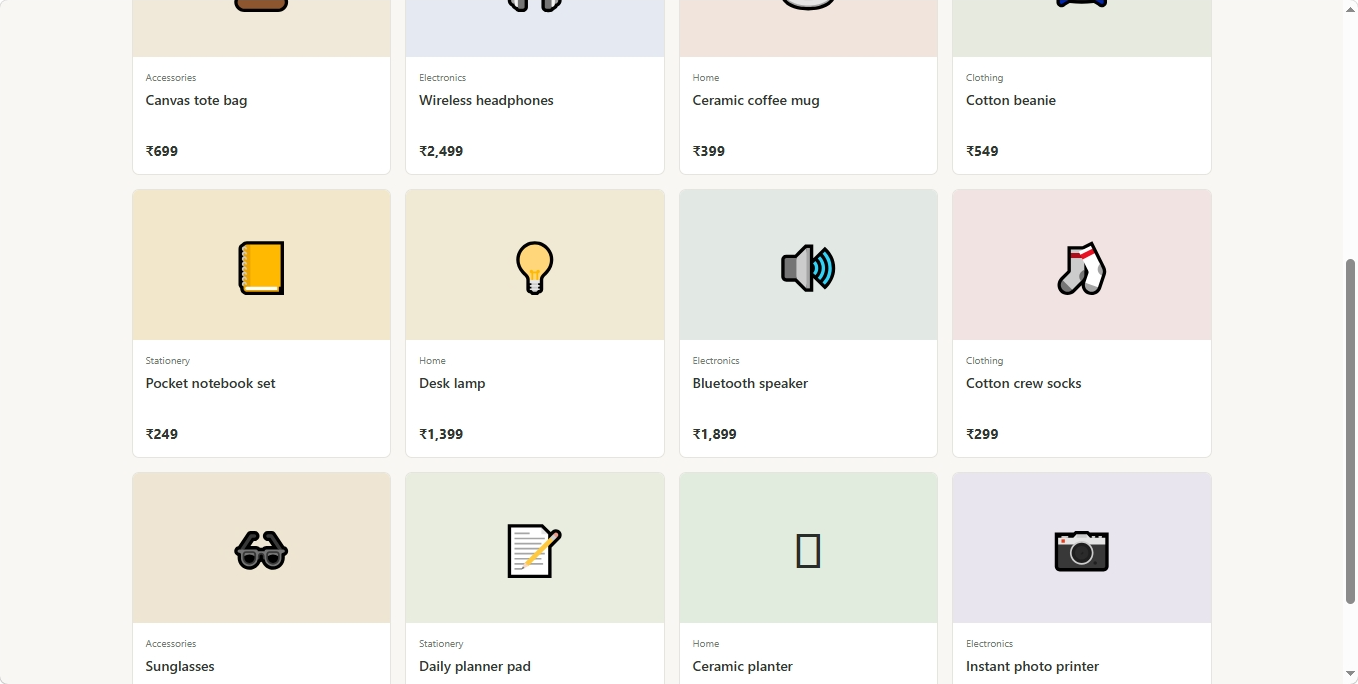 Accessories
Canvas tote bag
₹699
Electronics
Wireless headphones
₹2,499
Home
Ceramic coffee mug
₹399
Clothing
Cotton beanie
₹549
Stationery
Pocket notebook set
₹249
Home
Desk lamp
₹1,399
Electronics
Bluetooth speaker
₹1,899
Clothing
Cotton crew socks
₹299
Accessories
Sunglasses
Stationery
Daily planner pad
Home
Ceramic planter
Electronics
Instant photo printer